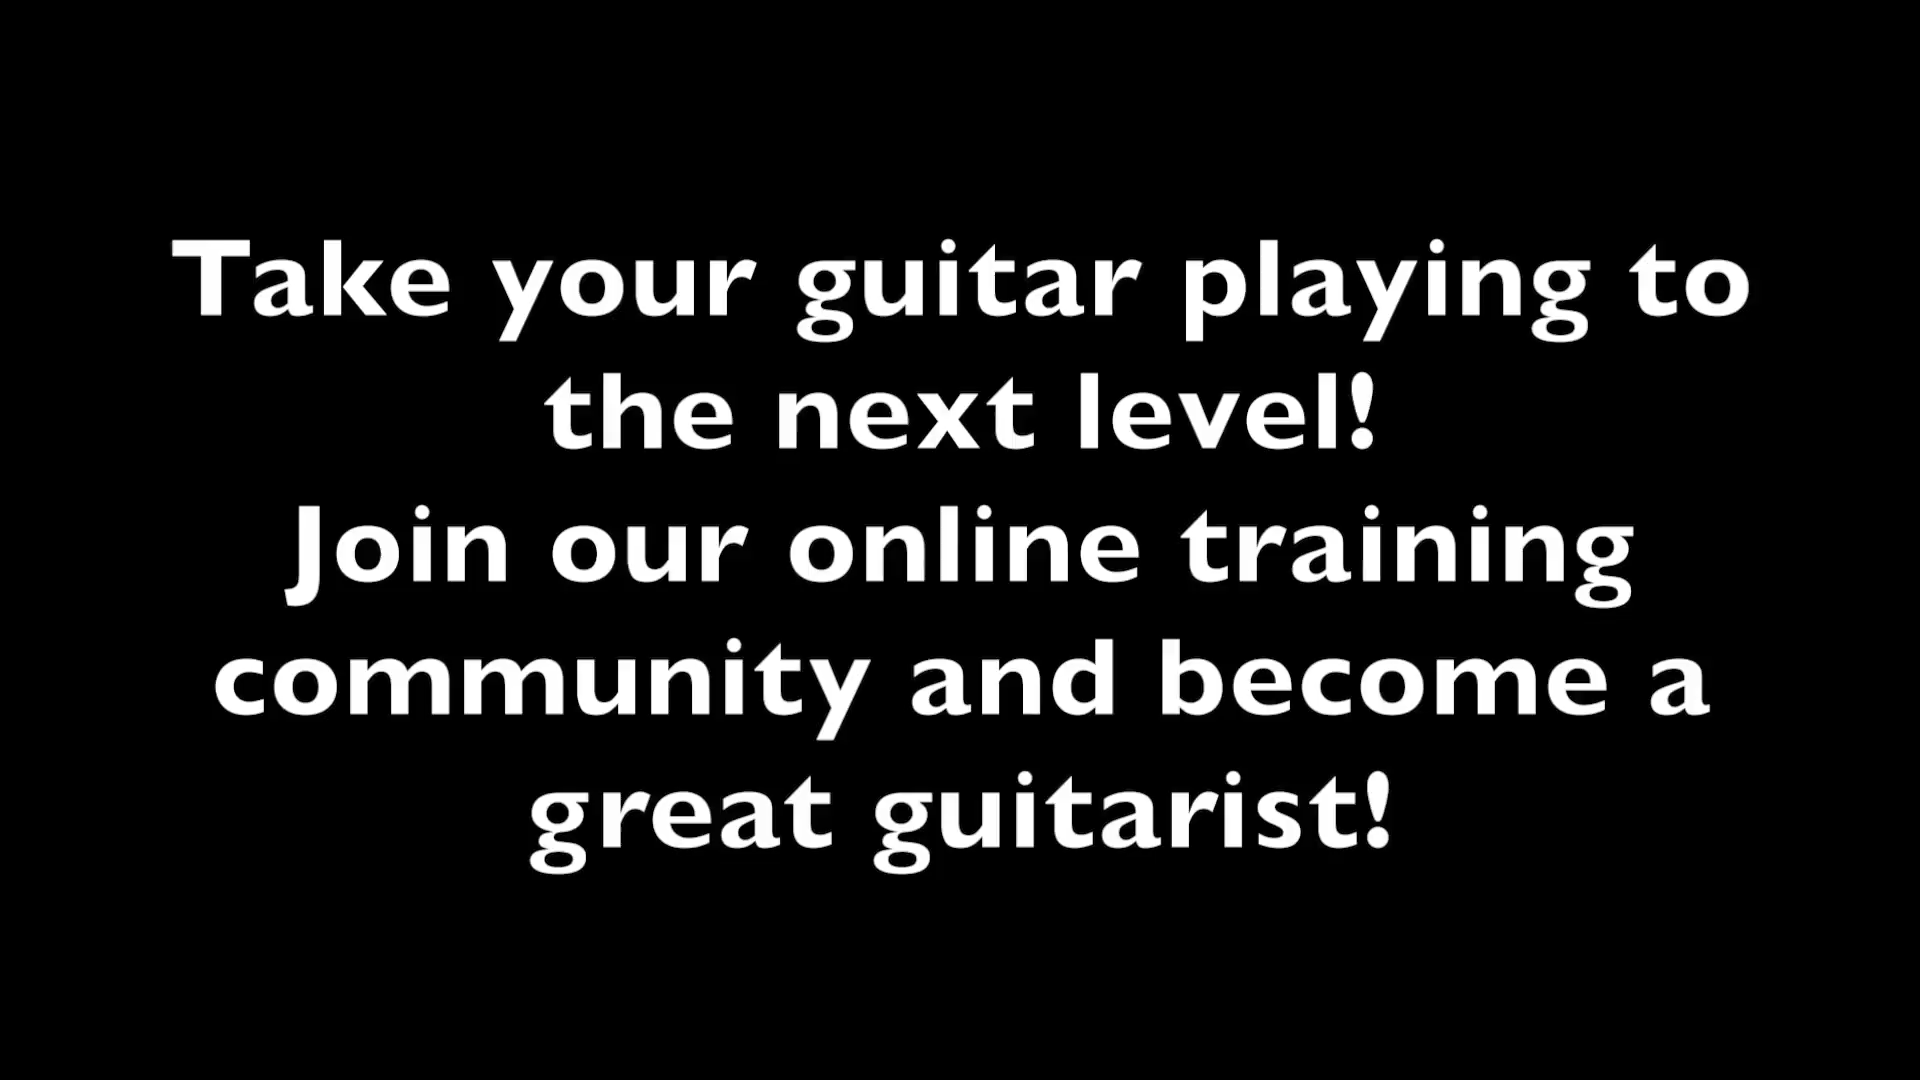 Take your guitar playing to
the next level!
Join our online training
community and become a
great guitarist!